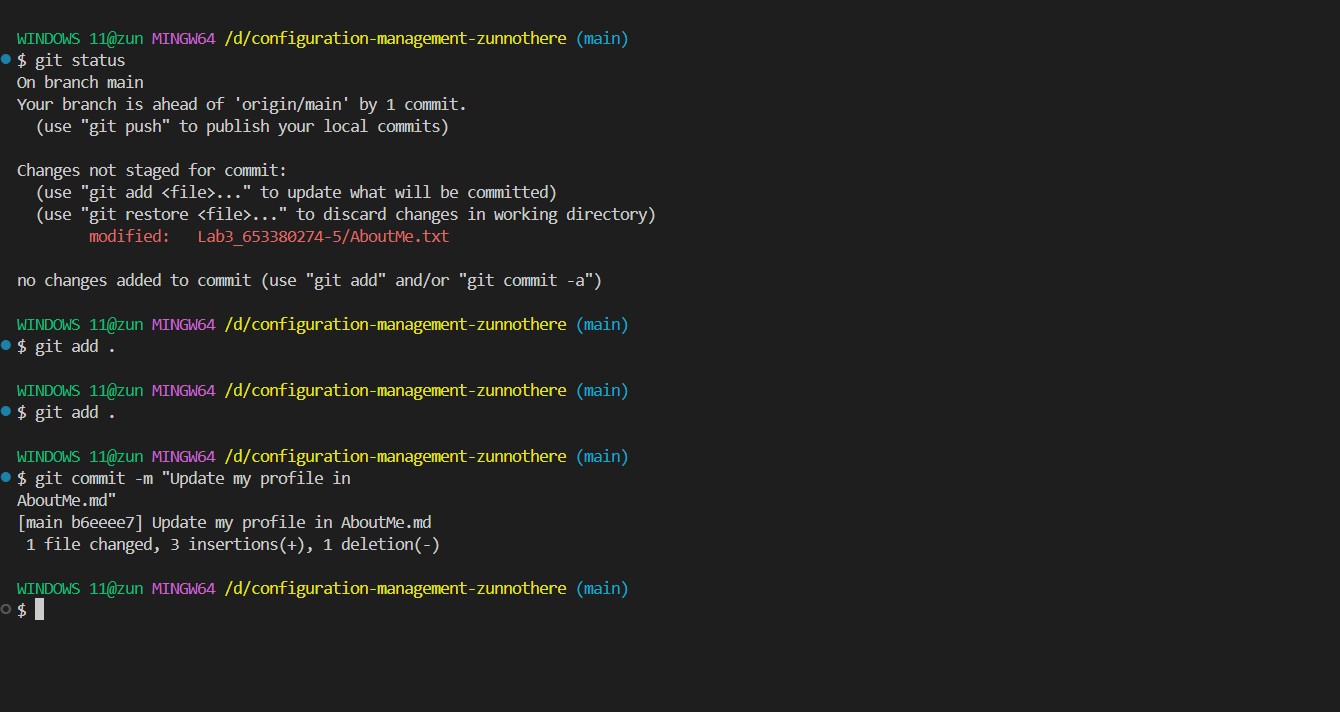 WINDOWS 11@zun MINGW64 /d/configuration-management-zunnothere (main)
$ git status
On branch main
Your branch is ahead of 'origin/main' by 1 commit.
  (use "git push" to publish your local commits)
Changes not staged for commit:
  (use "git add <file>..." to update what will be committed)
  (use "git restore <file>..." to discard changes in working directory)
        modified:   Lab3_653380274-5/AboutMe.txt
no changes added to commit (use "git add" and/or "git commit -a")
WINDOWS 11@zun MINGW64 /d/configuration-management-zunnothere (main)
$ git add .
WINDOWS 11@zun MINGW64 /d/configuration-management-zunnothere (main)
$ git add .
WINDOWS 11@zun MINGW64 /d/configuration-management-zunnothere (main)
$ git commit -m "Update my profile in
AboutMe.md"
[main b6eeee7] Update my profile in AboutMe.md
 1 file changed, 3 insertions(+), 1 deletion(-)
WINDOWS 11@zun MINGW64 /d/configuration-management-zunnothere (main)
$